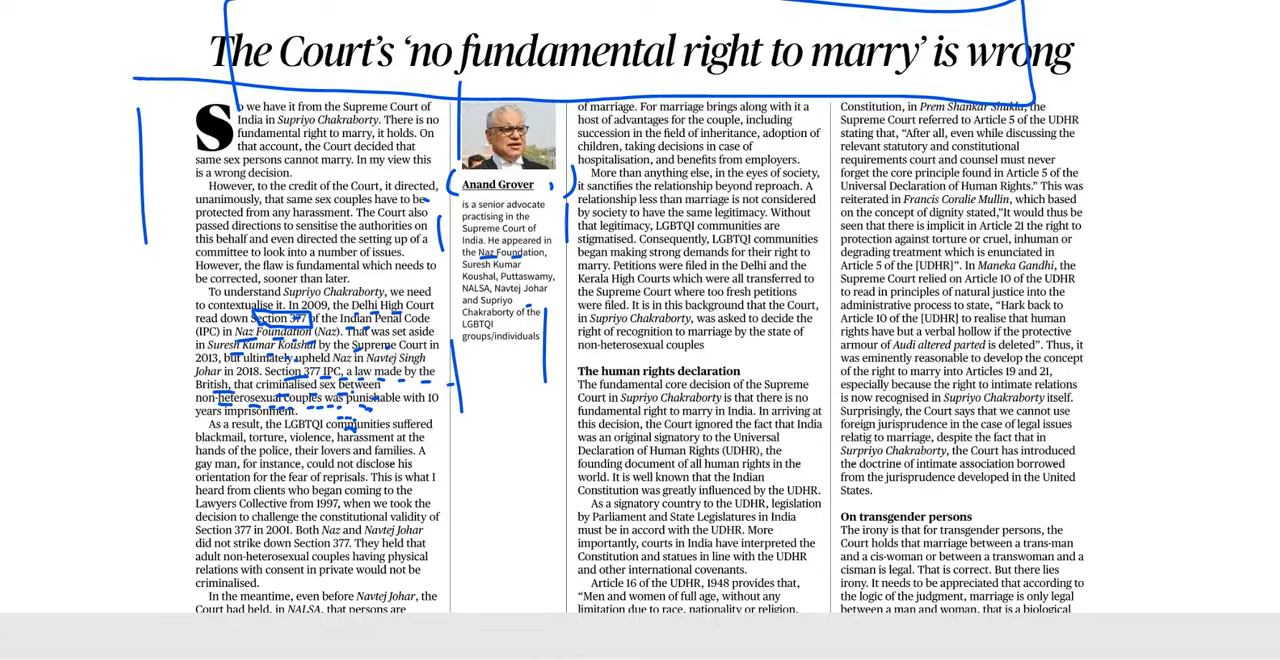 The Court's 'no fundamental right to marry' is wrong
So we have it from the Supreme Court of
India in Supriyo Chakraborty. There is no
fundamental right to marry, it holds. On
that account, the Court decided that
same sex persons cannot marry. In my view this
is a wrong decision.
However, to the credit of the Court, it directed,
unanimously, that same sex couples have to be
protected from any harassment. The Court also
passed directions to sensitise the authorities on
this behalf and even directed the setting up of a
committee to look into a number of issues.
However, the flaw is fundamental which needs to
be corrected, sooner than later.
To understand Supriyo Chakraborty, we need
to contextualise it. In 2009, the Delhi High Court
read down Section 377 of the Indian Penal Code
(IPC) in Naz Foundation (Naz). That was set aside
in Suresh Kumar Koushal by the Supreme Court in
2013, but ultimately upheld Naz in Navtej Singh
Johar in 2018. Section 377 IPC, a law made by the
British, that criminalised sex between
non-heterosexual couples was punishable with 10
years imprisonment.
As a result, the LGBTQI communities suffered
blackmail, torture, violence, harassment at the
hands of the police, their lovers and families. A
gay man, for instance, could not disclose his
orientation for the fear of reprisals. This is what I
heard from clients who began coming to the
Lawyers Collective from 1997, when we took the
decision to challenge the constitutional validity of
Section 377 in 2001. Both Naz and Navtej Johar
did not strike down Section 377. They held that
adult non-heterosexual couples having physical
relations with consent in private would not be
criminalised.
In the meantime, even before Navtej Johar, the
Court had held, in NALSA, that persons are
Anand Grover
is a senior advocate
practising in the
Supreme Court of
India. He appeared in
the Naz Foundation,
Suresh Kumar
Koushal, Puttaswamy,
NALSA, Navtej Johar
and Supriyo
Chakraborty of the
LGBTQI
groups/individuals
of marriage. For marriage brings along with it a
host of advantages for the couple, including
succession in the field of inheritance, adoption of
children, taking decisions in case of
hospitalisation, and benefits from employers.
More than anything else, in the eyes of society,
it sanctifies the relationship beyond reproach. A
relationship less than marriage is not considered
by society to have the same legitimacy. Without
that legitimacy, LGBTQI communities are
stigmatised. Consequently, LGBTQI communities
began making strong demands for their right to
marry. Petitions were filed in the Delhi and the
Kerala High Courts which were all transferred to
the Supreme Court where too fresh petitions
were filed. It is in this background that the Court,
in Supriyo Chakraborty, was asked to decide the
right of recognition to marriage by the state of
non-heterosexual couples
The human rights declaration
The fundamental core decision of the Supreme
Court in Supriyo Chakraborty is that there is no
fundamental right to marry in India. In arriving at
this decision, the Court ignored the fact that India
was an original signatory to the Universal
Declaration of Human Rights (UDHR), the
founding document of all human rights in the
world. It is well known that the Indian
Constitution was greatly influenced by the UDHR.
As a signatory country to the UDHR, legislation
by Parliament and State Legislatures in India
must be in accord with the UDHR. More
importantly, courts in India have interpreted the
Constitution and statues in line with the UDHR
and other international covenants.
Article 16 of the UDHR, 1948 provides that,
"Men and women of full age, without any
limitation due to race, nationality or religion,
Constitution, in Prem Shankar Shukla, the
Supreme Court referred to Article 5 of the UDHR
stating that, "After all, even while discussing the
relevant statutory and constitutional
requirements court and counsel must never
forget the core principle found in Article 5 of the
Universal Declaration of Human Rights." This was
reiterated in Francis Coralie Mullin, which based
on the concept of dignity stated,"It would thus be
seen that there is implicit in Article 21 the right to
protection against torture or cruel, inhuman or
degrading treatment which is enunciated in
Article 5 of the [UDHR]". In Maneka Gandhi, the
Supreme Court relied on Article 10 of the UDHR
to read in principles of natural justice into the
administrative process to state, "Hark back to
Article 10 of the [UDHR] to realise that human
rights have but a verbal hollow if the protective
armour of Audi altered parted is deleted". Thus, it
was eminently reasonable to develop the concept
of the right to marry into Articles 19 and 21,
especially because the right to intimate relations
is now recognised in Supriyo Chakraborty itself.
Surprisingly, the Court says that we cannot use
foreign jurisprudence in the case of legal issues
relatig to marriage, despite the fact that in
Surpriyo Chakraborty, the Court has introduced
the doctrine of intimate association borrowed
from the jurisprudence developed in the United
States.
On transgender persons
The irony is that for transgender persons, the
Court holds that marriage between a trans-man
and a cis-woman or between a transwoman and a
cisman is legal. That is correct. But there lies
irony. It needs to be appreciated that according to
the logic of the judgment, marriage is only legal
between a man and woman, that is a biological